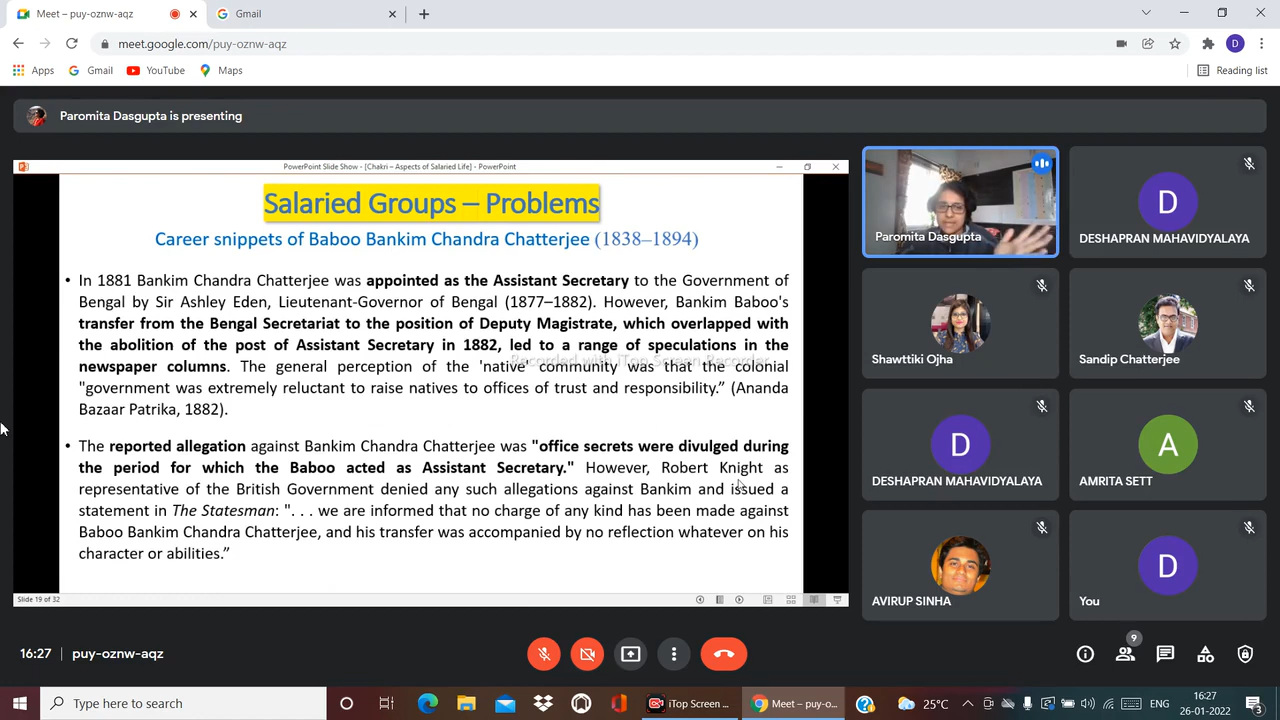 Meet – puy-oznw-aqz
Gmail
meet.google.com/puy-oznw-aqz
D
Apps
Gmail
YouTube
Maps
Reading list
Paromita Dasgupta is presenting
PowerPoint Slide Show - [Chakri – Aspects of Salaried Life] - PowerPoint
Salaried Groups – Problems
Career snippets of Baboo Bankim Chandra Chatterjee (1838–1894)
• In 1881 Bankim Chandra Chatterjee was appointed as the Assistant Secretary to the Government of
Bengal by Sir Ashley Eden, Lieutenant-Governor of Bengal (1877–1882). However, Bankim Baboo's
transfer from the Bengal Secretariat to the position of Deputy Magistrate, which overlapped with the
abolition of the post of Assistant Secretary in 1882, led to a range of speculations in the
Recorded with iTop Screen Recorder
newspaper columns. The general perception of the 'native' community was that the colonial
"government was extremely reluctant to raise natives to offices of trust and responsibility.” (Ananda
Bazaar Patrika, 1882).
• The reported allegation against Bankim Chandra Chatterjee was "office secrets were divulged during
the period for which the Baboo acted as Assistant Secretary." However, Robert Knight as
representative of the British Government denied any such allegations against Bankim and issued a
statement in The Statesman: ". . . we are informed that no charge of any kind has been made against
Baboo Bankim Chandra Chatterjee, and his transfer was accompanied by no reflection whatever on his
character or abilities.”
Slide 19 of 32
Paromita Dasgupta
D
DESHAPRAN MAHAVIDYALAYA
Shawttiki Ojha
Sandip Chatterjee
D
DESHAPRAN MAHAVIDYALAYA
A
AMRITA SETT
AVIRUP SINHA
D
You
16:27 | puy-oznw-aqz
9
Type here to search
iTop Screen ...
Meet – puy-o...
25°C
ENG
16:27
26-01-2022
3